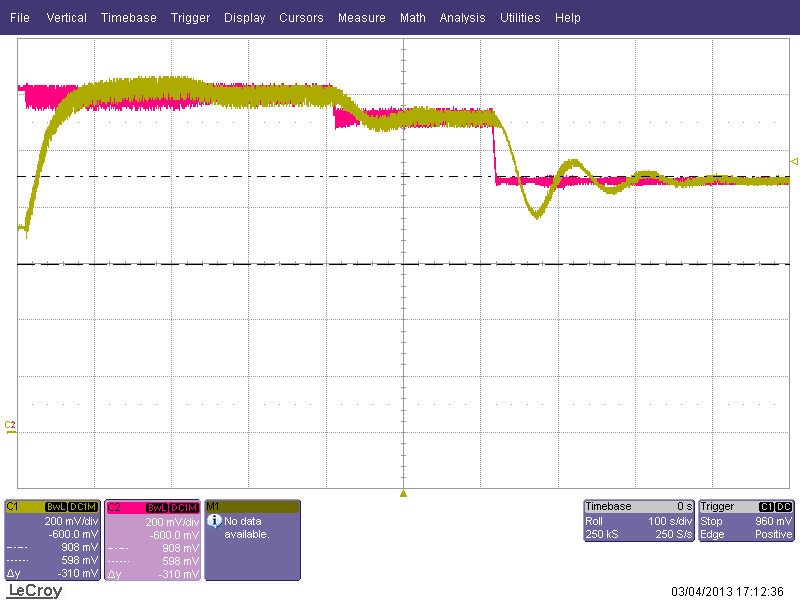 File Vertical Timebase Trigger Display Cursors Measure Math Analysis Utilities Help
C2
C1 BwL DC1M
200 mV/div
-600.0 mV
908 mV
598 mV
Δy -310 mV
C2 BwL DC1M
200 mV/div
-600.0 mV
908 mV
598 mV
Δy -310 mV
M1
No data
available.
Timebase 0 s
Roll 100 s/div
250 kS 250 S/s
Trigger C1 DC
Stop 960 mV
Edge Positive
LeCroy
03/04/2013 17:12:36